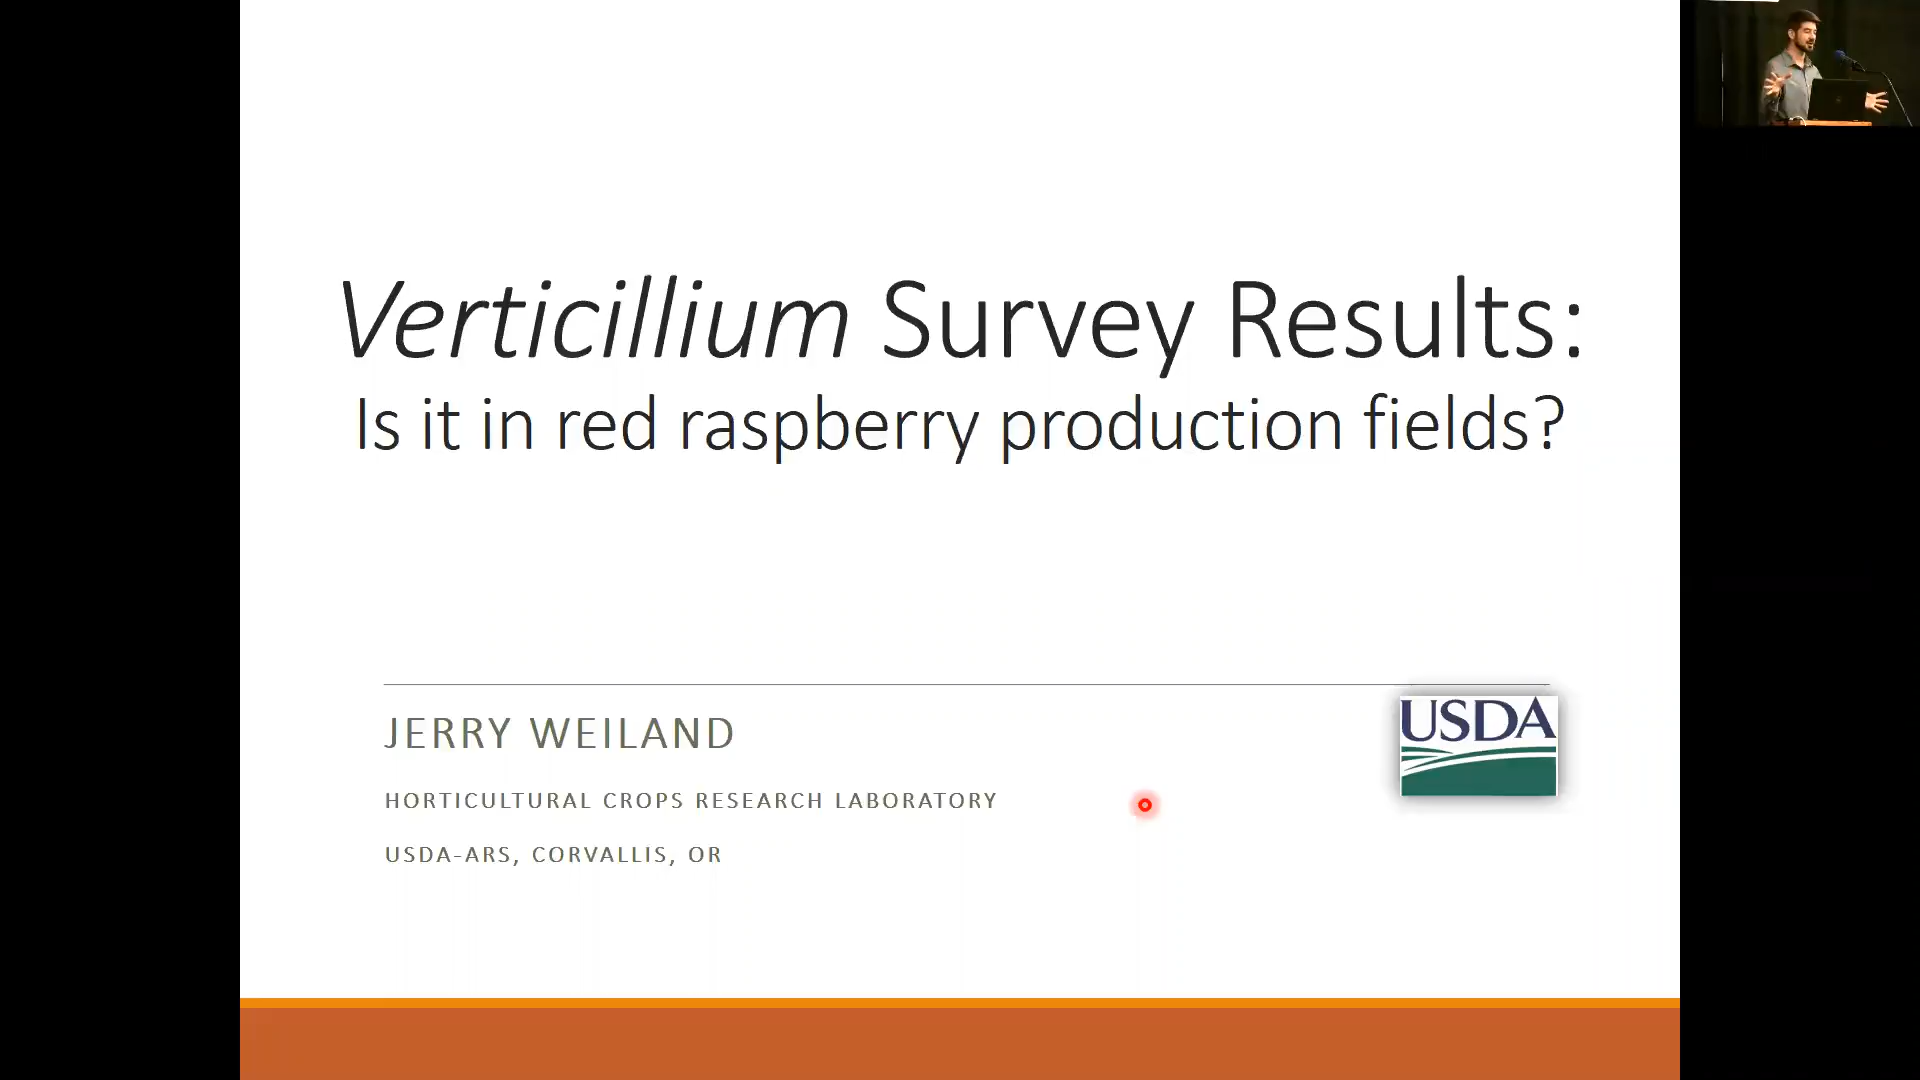 Verticillium Survey Results:
Is it in red raspberry production fields?
JERRY WEILAND
USDA
HORTICULTURAL CROPS RESEARCH LABORATORY
USDA-ARS, CORVALLIS, OR